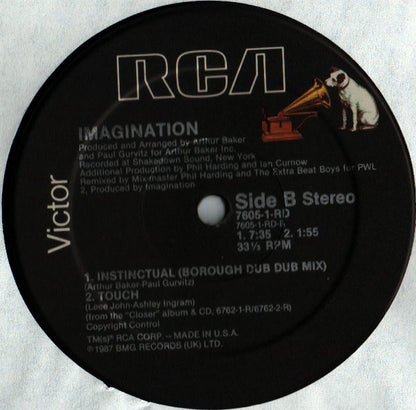 RCA
Victor
IMAGINATION
Produced and Arranged by Arthur Baker
and Paul Gurvitz for Arthur Baker Inc.
Recorded at Shakedown Sound, New York
Additional Production by Phil Harding and Ian Curnow
Remixed by Mixmaster Phil Harding and The Extra Beat Boys for PWL
2, Produced by Imagination
Side B Stereo
7605-1-RD
7605-1-RD-B
1. 7:35 2. 1:55
33⅓ RPM
1. INSTINCTUAL (BOROUGH DUB DUB MIX)
(Arthur Baker-Paul Gurvitz)
2. TOUCH
(Leee John-Ashley Ingram)
(from the "Closer" album & CD, 6762-1-R/6762-2-R)
Copyright Control
TM(s)® RCA CORP. -- MADE IN U.S.A.
℗1987 BMG RECORDS (UK) LTD.